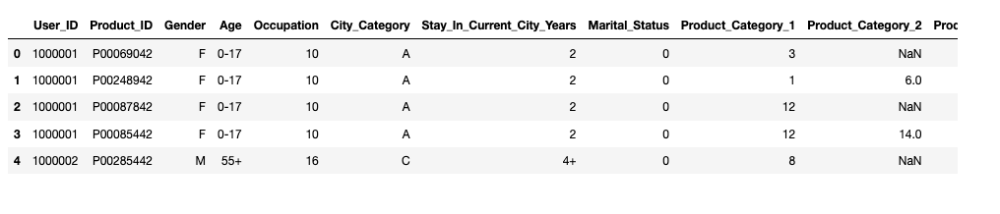 User_ID Product_ID Gender Age Occupation City_Category Stay_In_Current_City_Years Marital_Status Product_Category_1 Product_Category_2 Proc
0 1000001 P00069042 F 0-17 10 A 2 0 3 NaN
1 1000001 P00248942 F 0-17 10 A 2 0 1 6.0
2 1000001 P00087842 F 0-17 10 A 2 0 12 NaN
3 1000001 P00085442 F 0-17 10 A 2 0 12 14.0
4 1000002 P00285442 M 55+ 16 C 4+ 0 8 NaN